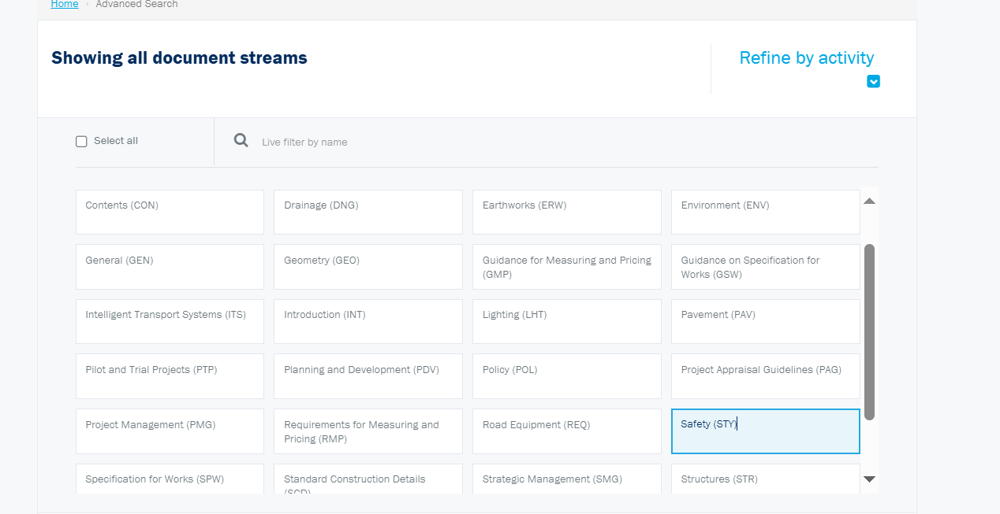 Home › Advanced Search
Showing all document streams
Refine by activity
Select all
Live filter by name
Contents (CON)
Drainage (DNG)
Earthworks (ERW)
Environment (ENV)
General (GEN)
Geometry (GEO)
Guidance for Measuring and Pricing
(GMP)
Guidance on Specification for
Works (GSW)
Intelligent Transport Systems (ITS)
Introduction (INT)
Lighting (LHT)
Pavement (PAV)
Pilot and Trial Projects (PTP)
Planning and Development (PDV)
Policy (POL)
Project Appraisal Guidelines (PAG)
Project Management (PMG)
Requirements for Measuring and
Pricing (RMP)
Road Equipment (REQ)
Safety (STY)
Specification for Works (SPW)
Standard Construction Details
(SCD)
Strategic Management (SMG)
Structures (STR)